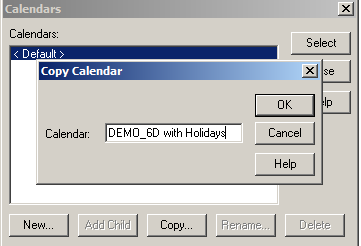 Calendars
Calendars:
Select
< Default >
Copy Calendar
OK
Calendar:
DEMO_6D with Holidays
Cancel
Help
New...
Add Child
Copy...
Rename...
Delete